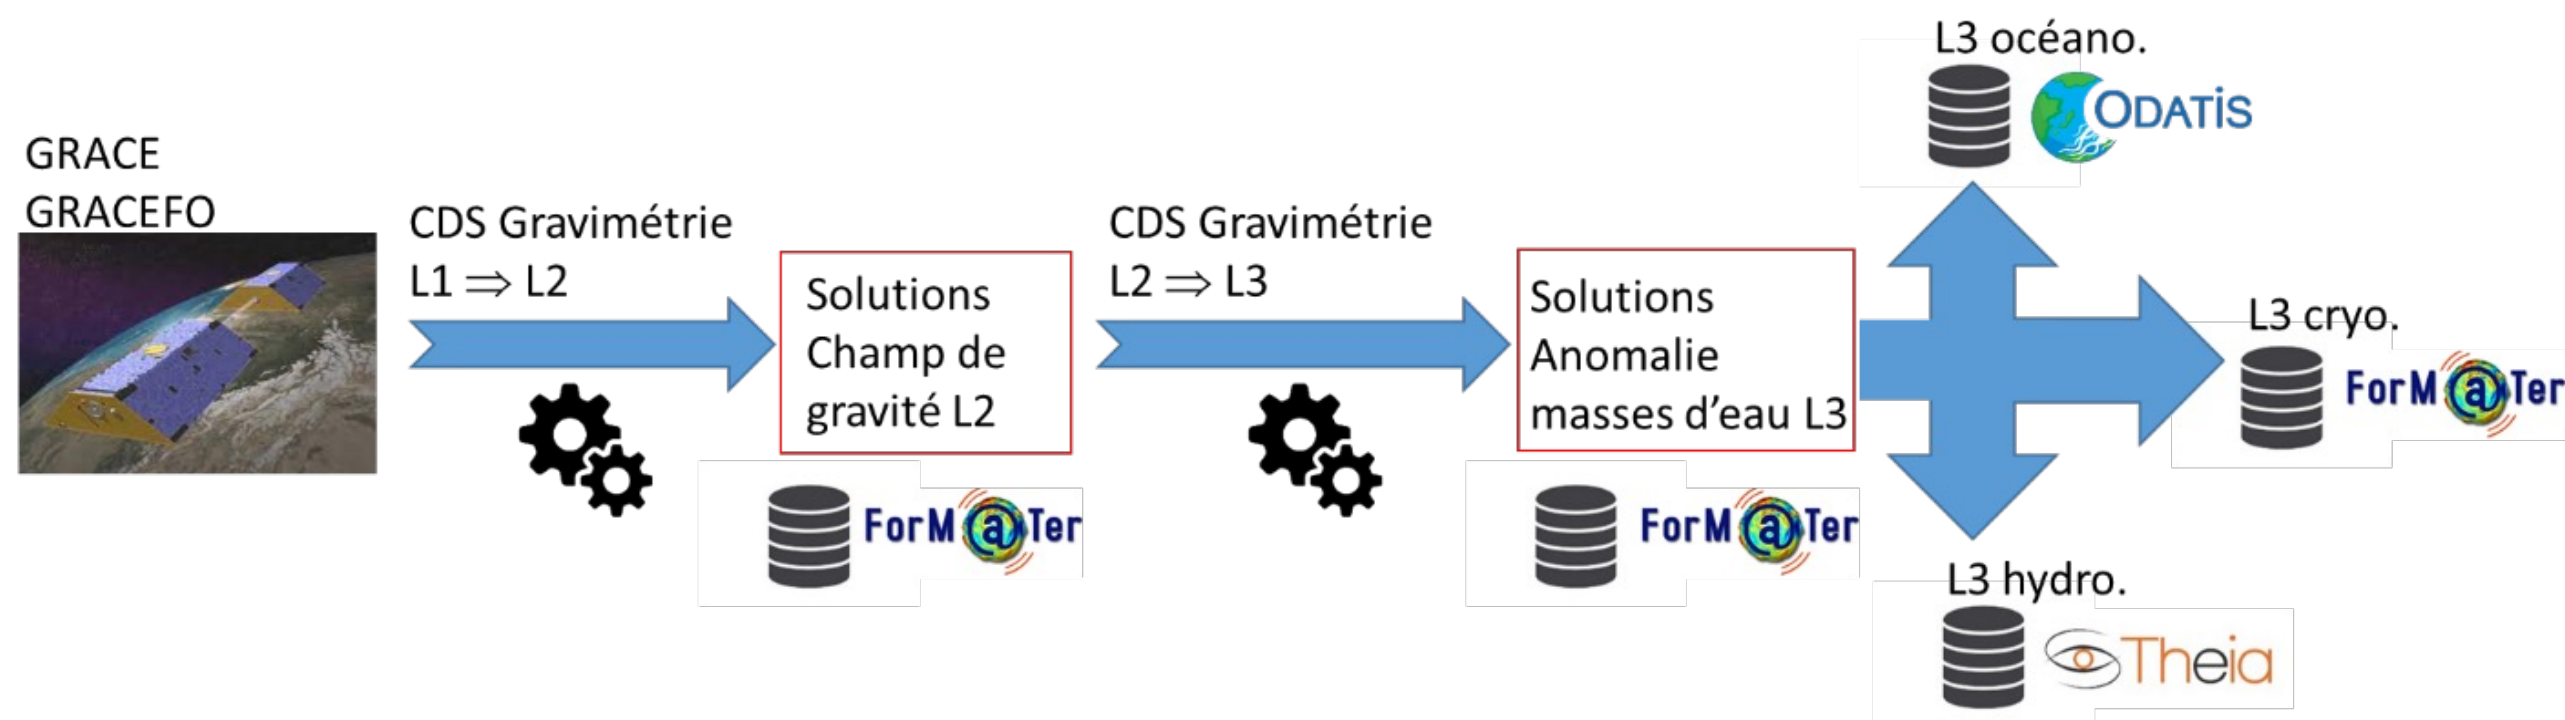 GRACE
GRACEFO
CDS Gravimétrie
L1 ⇒ L2
Solutions
Champ de
gravité L2
ForM@Ter
CDS Gravimétrie
L2 ⇒ L3
Solutions
Anomalie
masses d'eau L3
ForM@Ter
L3 océano.
ODATiS
L3 cryo.
ForM@Ter
L3 hydro.
Theia